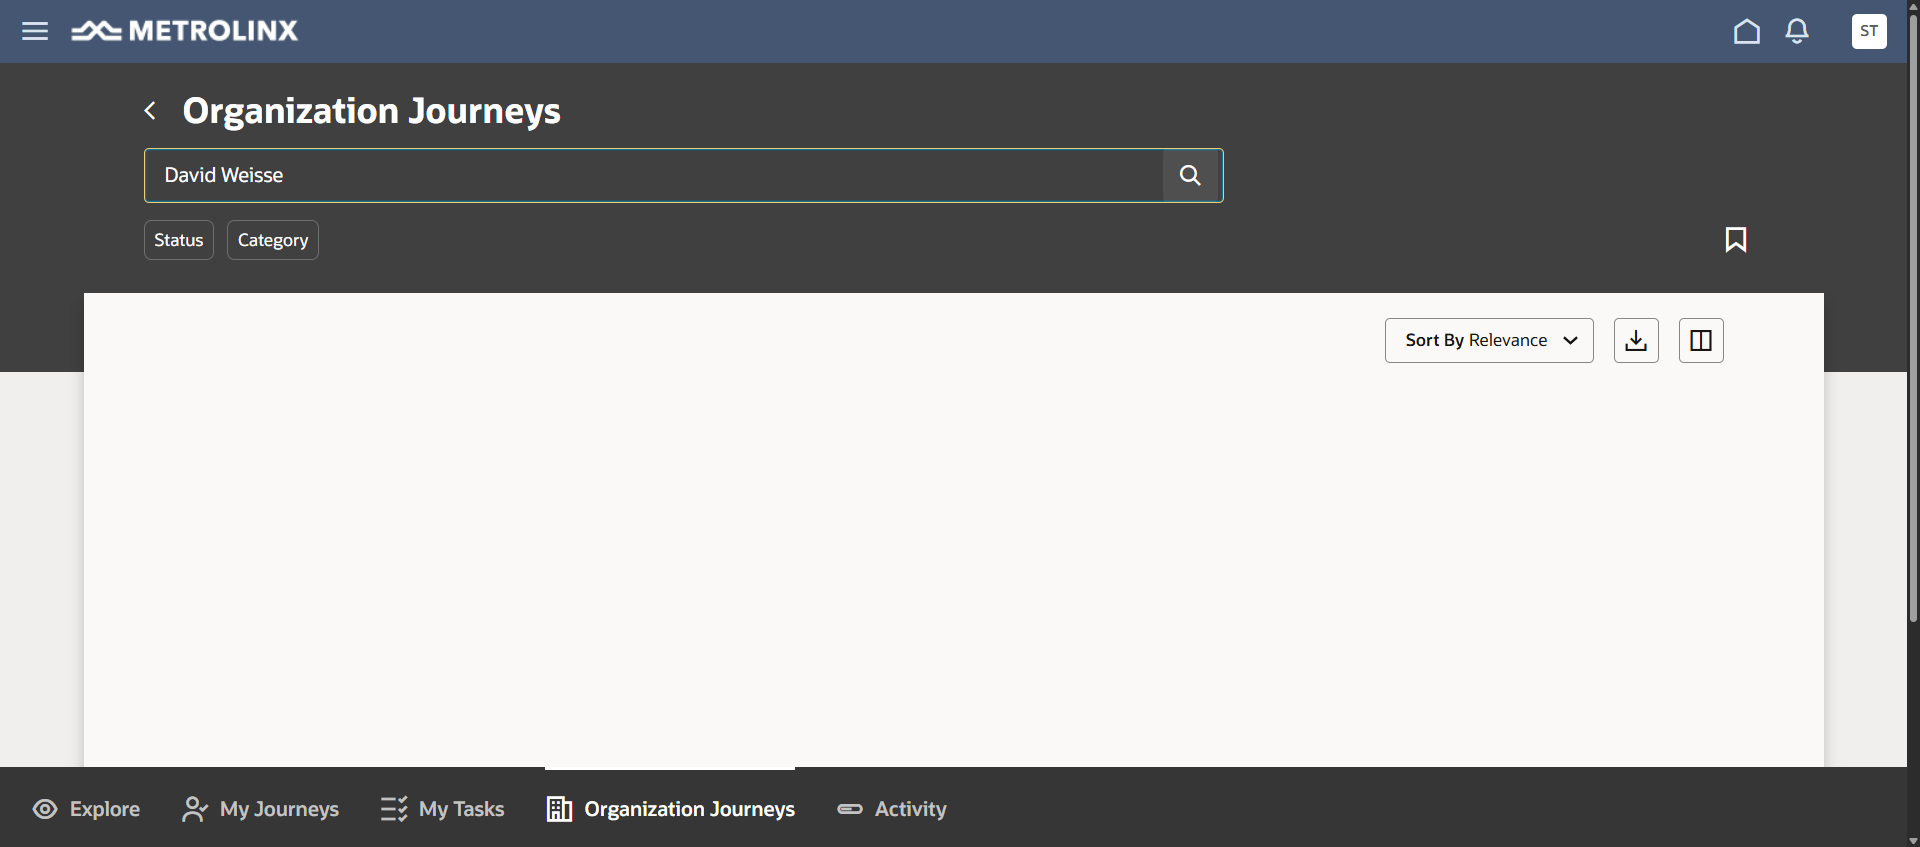 METROLINX
ST
Organization Journeys
David Weisse
Status
Category
Sort By Relevance
Explore
My Journeys
My Tasks
Organization Journeys
Activity